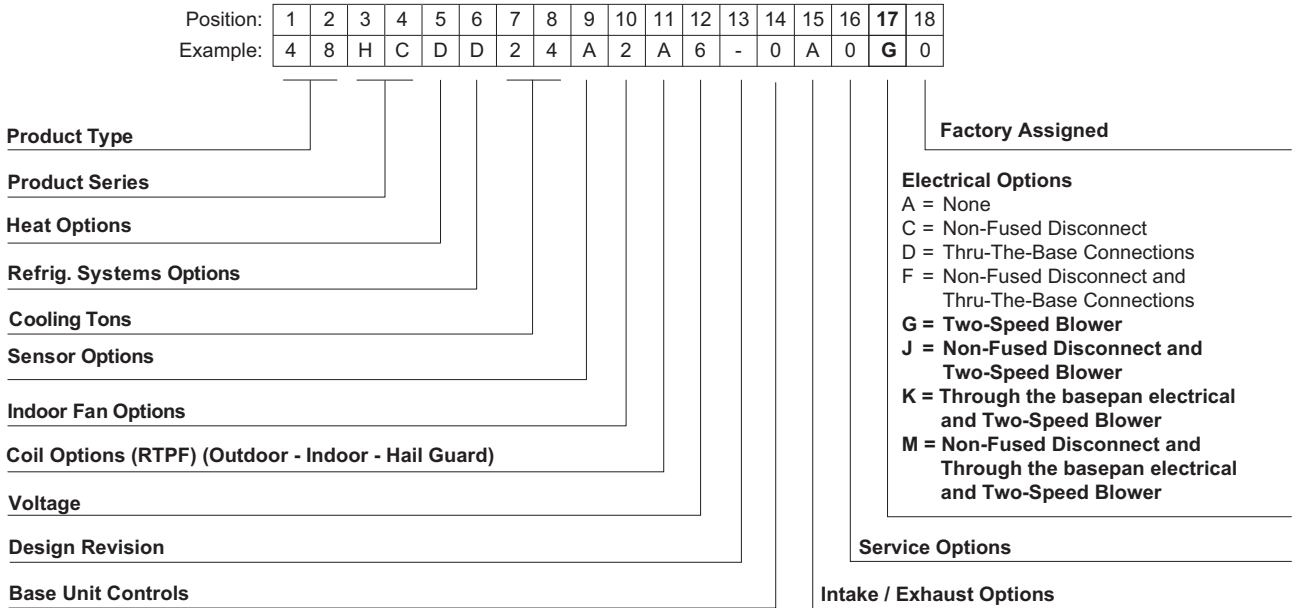 Position: 1 2 3 4 5 6 7 8 9 10 11 12 13 14 15 16 17 18
Example: 4 8 H C D D 2 4 A 2 A 6 - 0 A 0 G 0
Product Type
Product Series
Heat Options
Refrig. Systems Options
Cooling Tons
Sensor Options
Indoor Fan Options
Coil Options (RTPF) (Outdoor - Indoor - Hail Guard)
Voltage
Design Revision
Base Unit Controls
Factory Assigned
Electrical Options
A = None
C = Non-Fused Disconnect
D = Thru-The-Base Connections
F = Non-Fused Disconnect and
Thru-The-Base Connections
G = Two-Speed Blower
J = Non-Fused Disconnect and
Two-Speed Blower
K = Through the basepan electrical
and Two-Speed Blower
M = Non-Fused Disconnect and
Through the basepan electrical
and Two-Speed Blower
Service Options
Intake / Exhaust Options